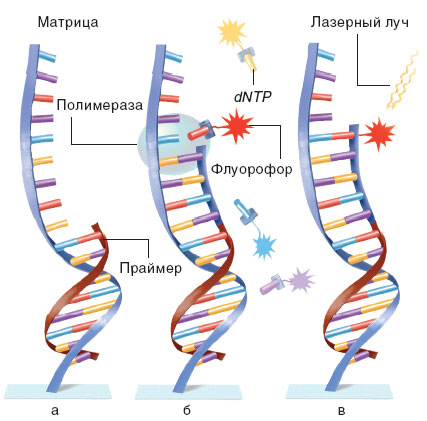 Матрица
Лазерный луч
dNTP
Полимераза
Флуорофор
Праймер
а
б
в